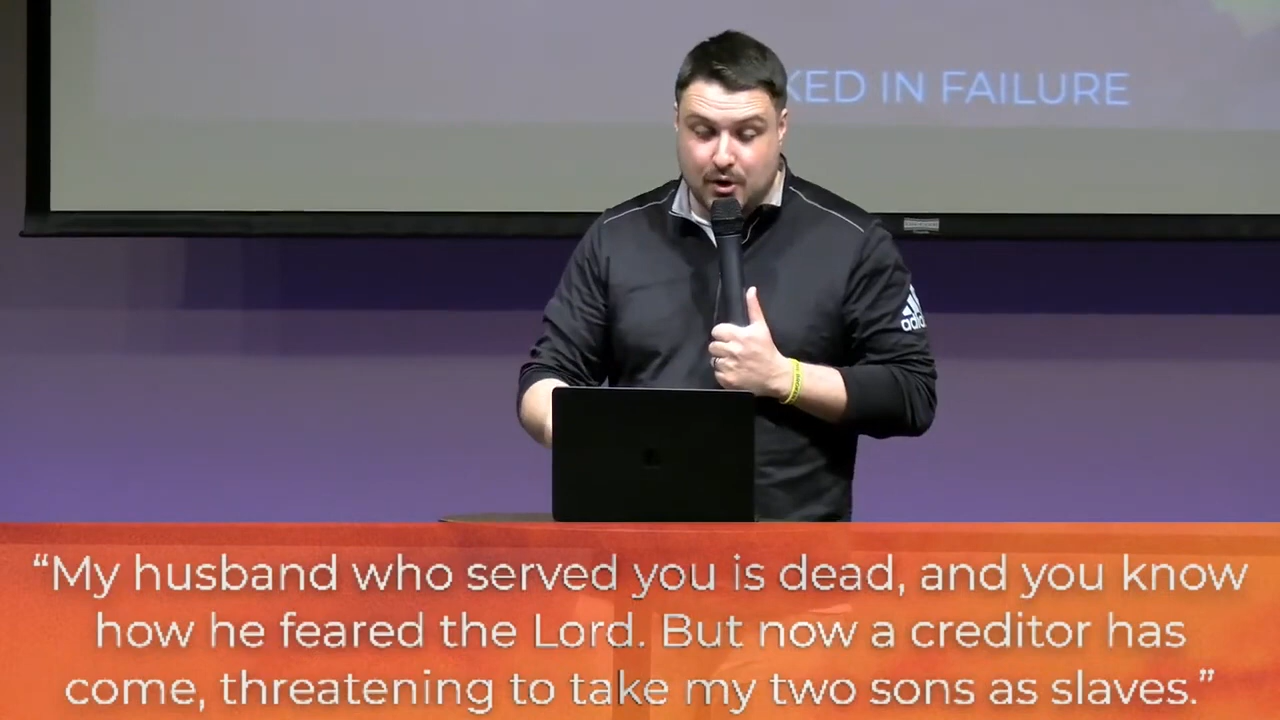 KED IN FAILURE
adid
“My husband who served you is dead, and you know
how he feared the Lord. But now a creditor has
come, threatening to take my two sons as slaves.”